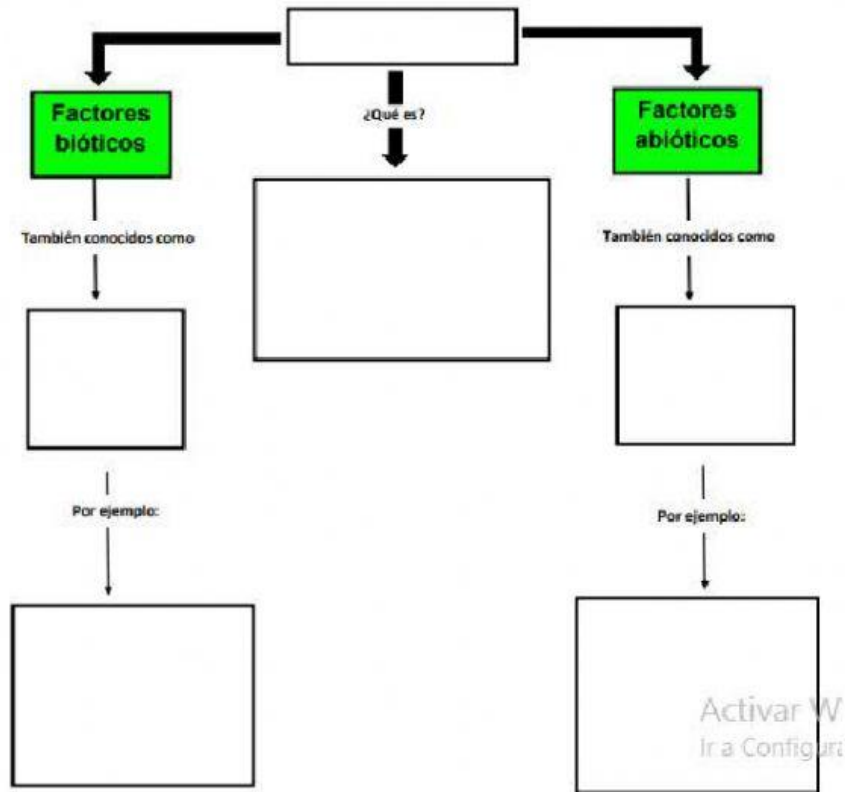 ¿Qué es?
Factores
bióticos
Factores
abióticos
También conocidos como
También conocidos como
Por ejemplo:
Por ejemplo:
Activar W
Ir a Configura